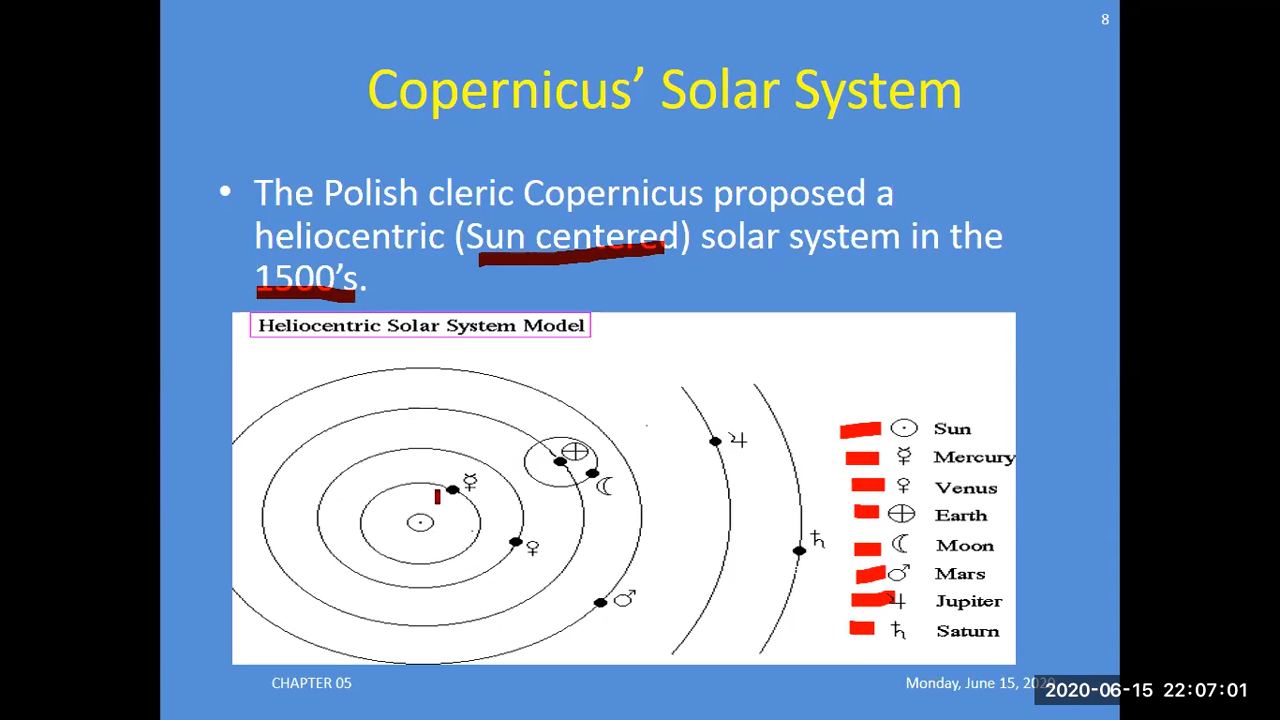 8
Copernicus’ Solar System
• The Polish cleric Copernicus proposed a
heliocentric (Sun centered) solar system in the
1500’s.
Heliocentric Solar System Model
☉ Sun
☿ Mercury
♀ Venus
⊕ Earth
☾ Moon
♂ Mars
♃ Jupiter
♄ Saturn
CHAPTER 05
Monday, June 15, 2020
2020-06-15 22:07:01